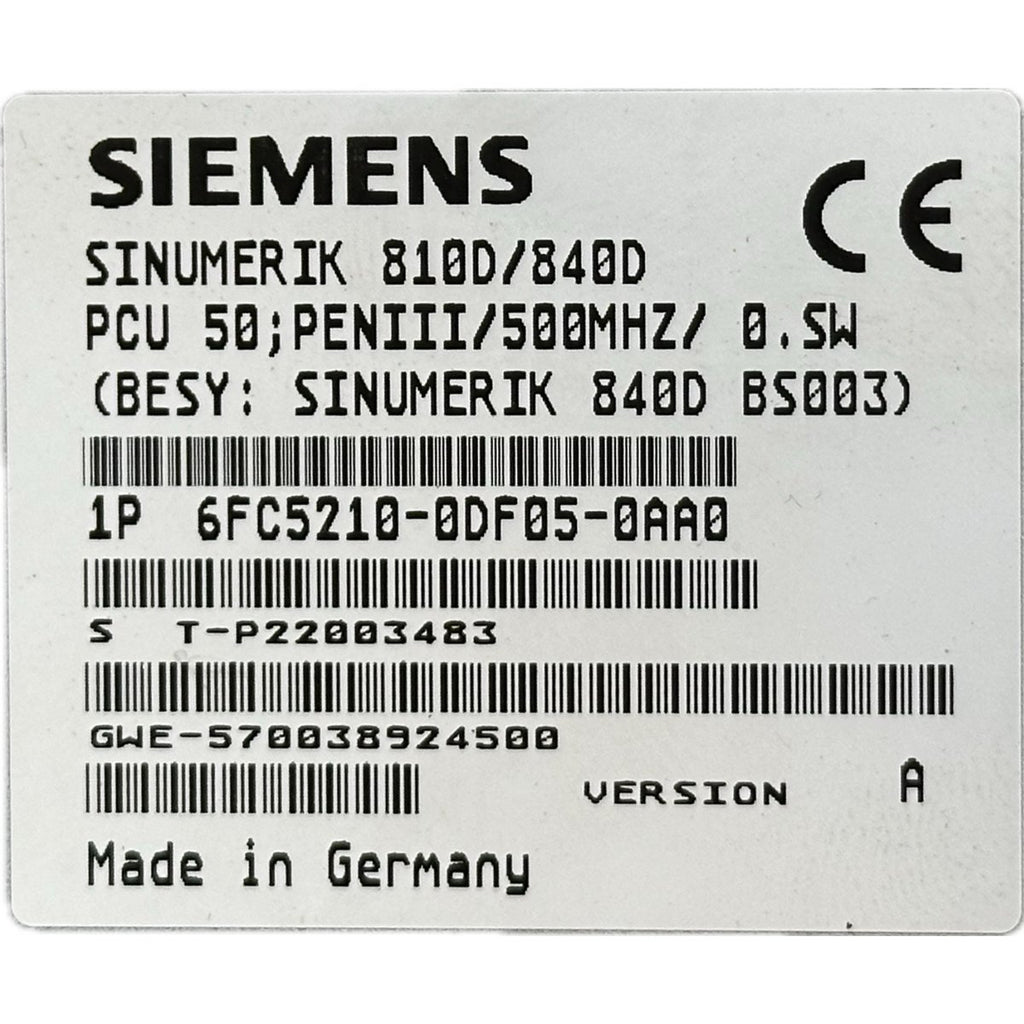 SIEMENS
CE
SINUMERIK 810D/840D
PCU 50;PENIII/500MHZ/ 0.SW
(BESY: SINUMERIK 840D BS003)
1P 6FC5210-0DF05-0AA0
S T-P22003483
GWE-570038924500
VERSION A
Made in Germany